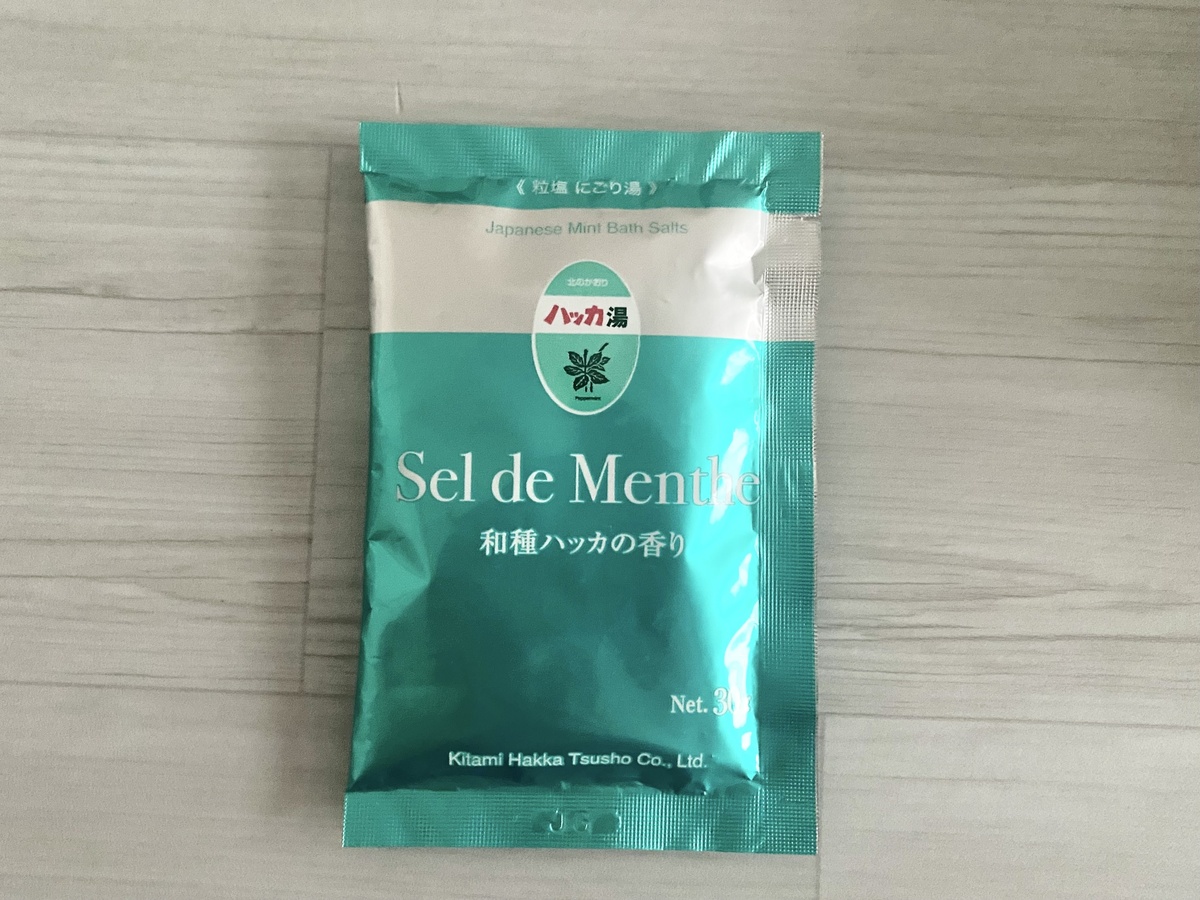 《 粒塩 にごり湯 》
Japanese Mint Bath Salts
北のかおり
ハッカ湯
Peppermint
Sel de Menthe
和種ハッカの香り
Net. 30g
Kitami Hakka Tsusho Co., Ltd.